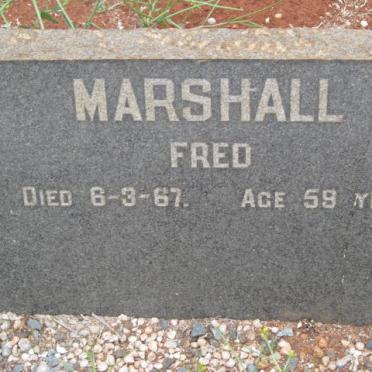 MARSHALL
FRED
DIED 6-3-67. AGE 59